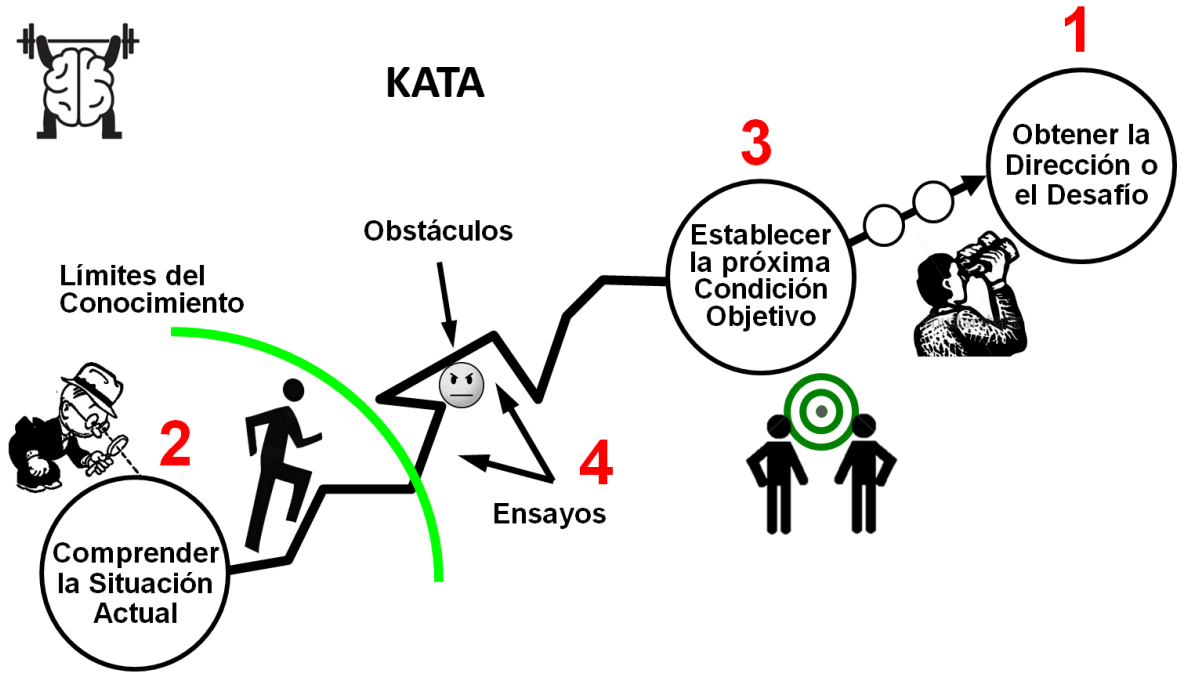 KATA
1
Obtener la
Dirección o
el Desafío
3
Establecer
la próxima
Condición
Objetivo
Obstáculos
Límites del
Conocimiento
2
Comprender
la Situación
Actual
4
Ensayos